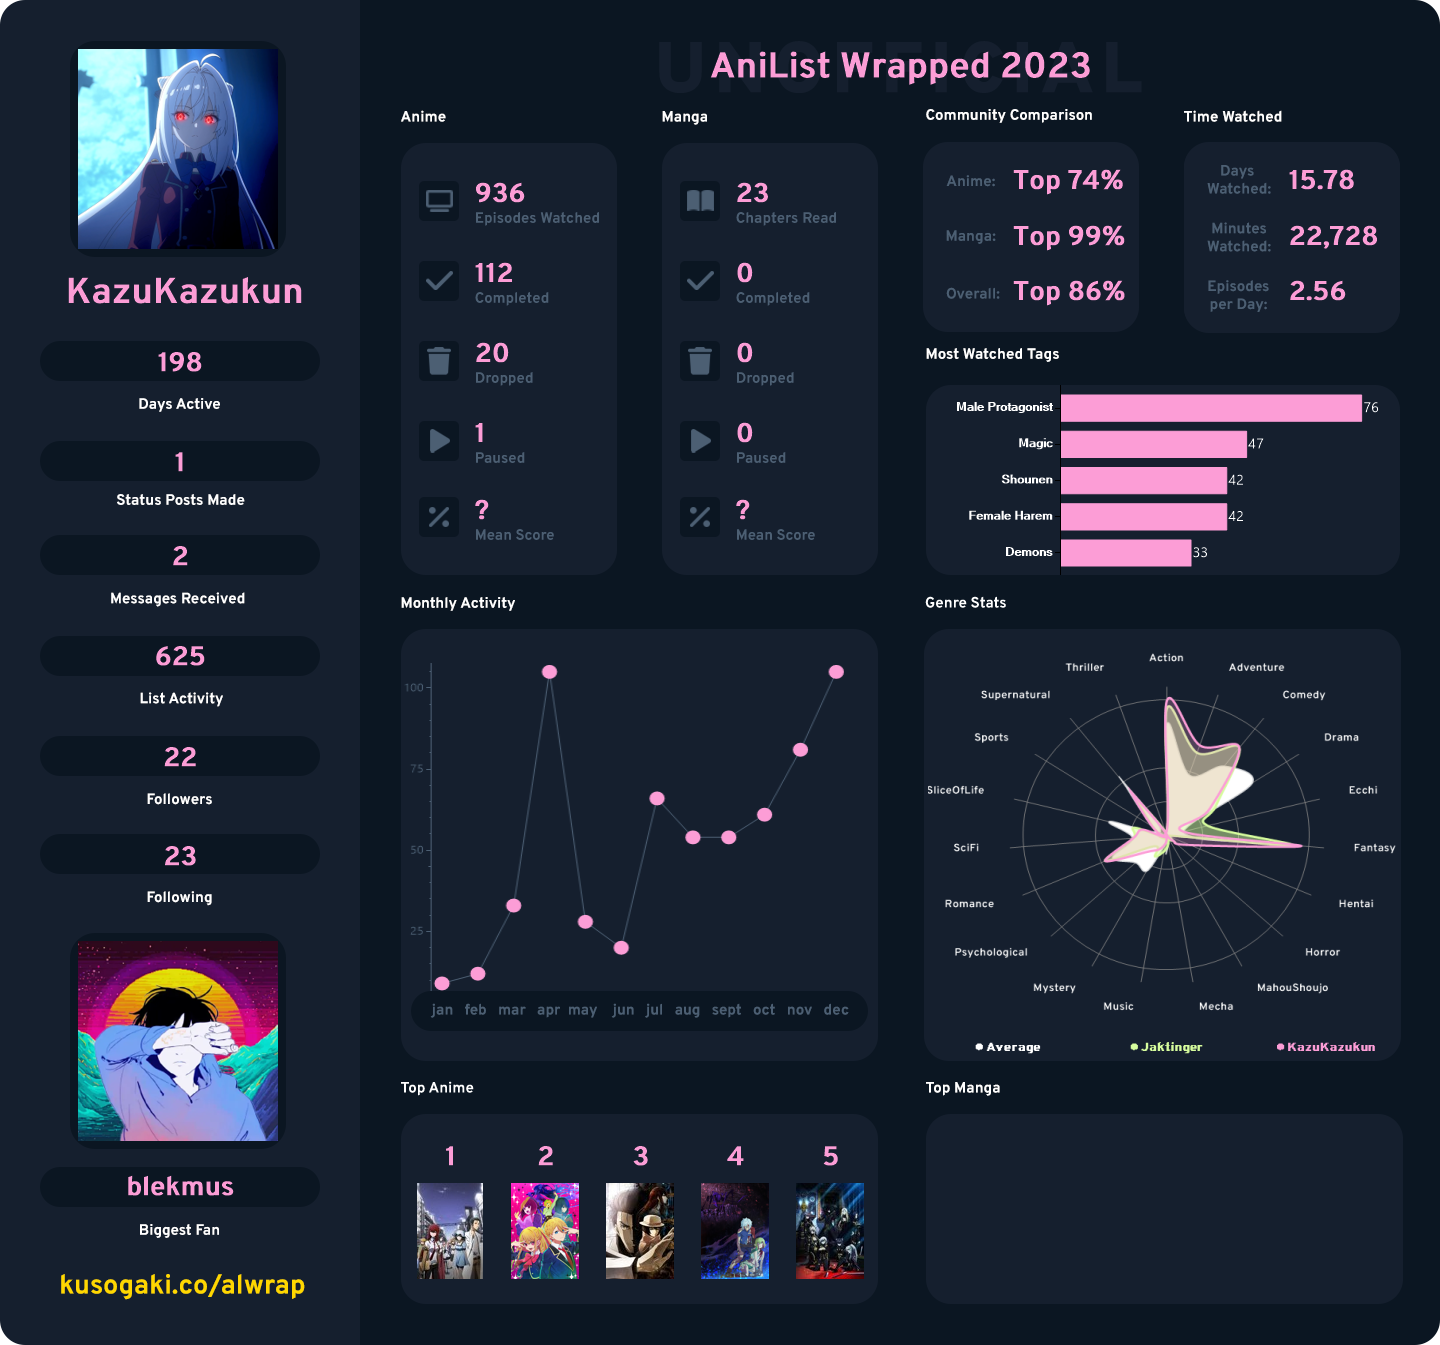 UNOFFICIAL
AniList Wrapped 2023
KazuKazukun
198
Days Active
1
Status Posts Made
2
Messages Received
625
List Activity
22
Followers
23
Following
blekmus
Biggest Fan
kusogaki.co/alwrap
Anime
936
Episodes Watched
112
Completed
20
Dropped
1
Paused
?
Mean Score
Manga
23
Chapters Read
0
Completed
0
Dropped
0
Paused
?
Mean Score
Community Comparison
Anime: Top 74%
Manga: Top 99%
Overall: Top 86%
Time Watched
Days
Watched: 15.78
Minutes
Watched: 22,728
Episodes
per Day: 2.56
Most Watched Tags
Male Protagonist 76
Magic 47
Shounen 42
Female Harem 42
Demons 33
Monthly Activity
100
75
50
25
jan feb mar apr may jun jul aug sept oct nov dec
Genre Stats
Action
Adventure
Comedy
Drama
Ecchi
Fantasy
Hentai
Horror
MahouShoujo
Mecha
Music
Mystery
Psychological
Romance
SciFi
SliceOfLife
Sports
Supernatural
Thriller
Average Jaktinger KazuKazukun
Top Anime
1 2 3 4 5
Top Manga